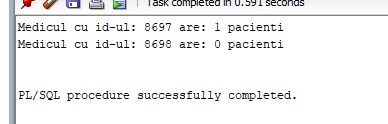 Task completed in 0.591 seconds
Medicul cu id-ul: 8697 are: 1 pacienti
Medicul cu id-ul: 8698 are: 0 pacienti
PL/SQL procedure successfully completed.